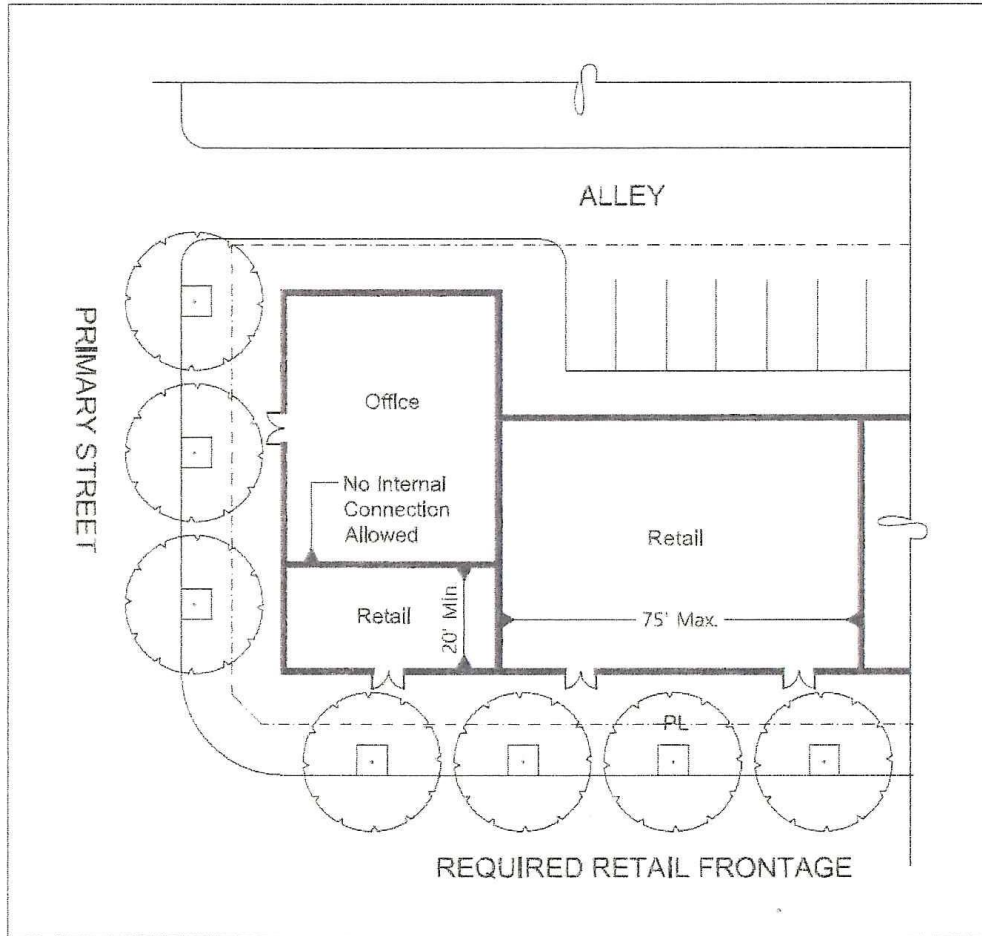 ALLEY
PRIMARY STREET
Office
No Internal
Connection
Allowed
Retail
Retail
20' Min.
75' Max.
PL
REQUIRED RETAIL FRONTAGE